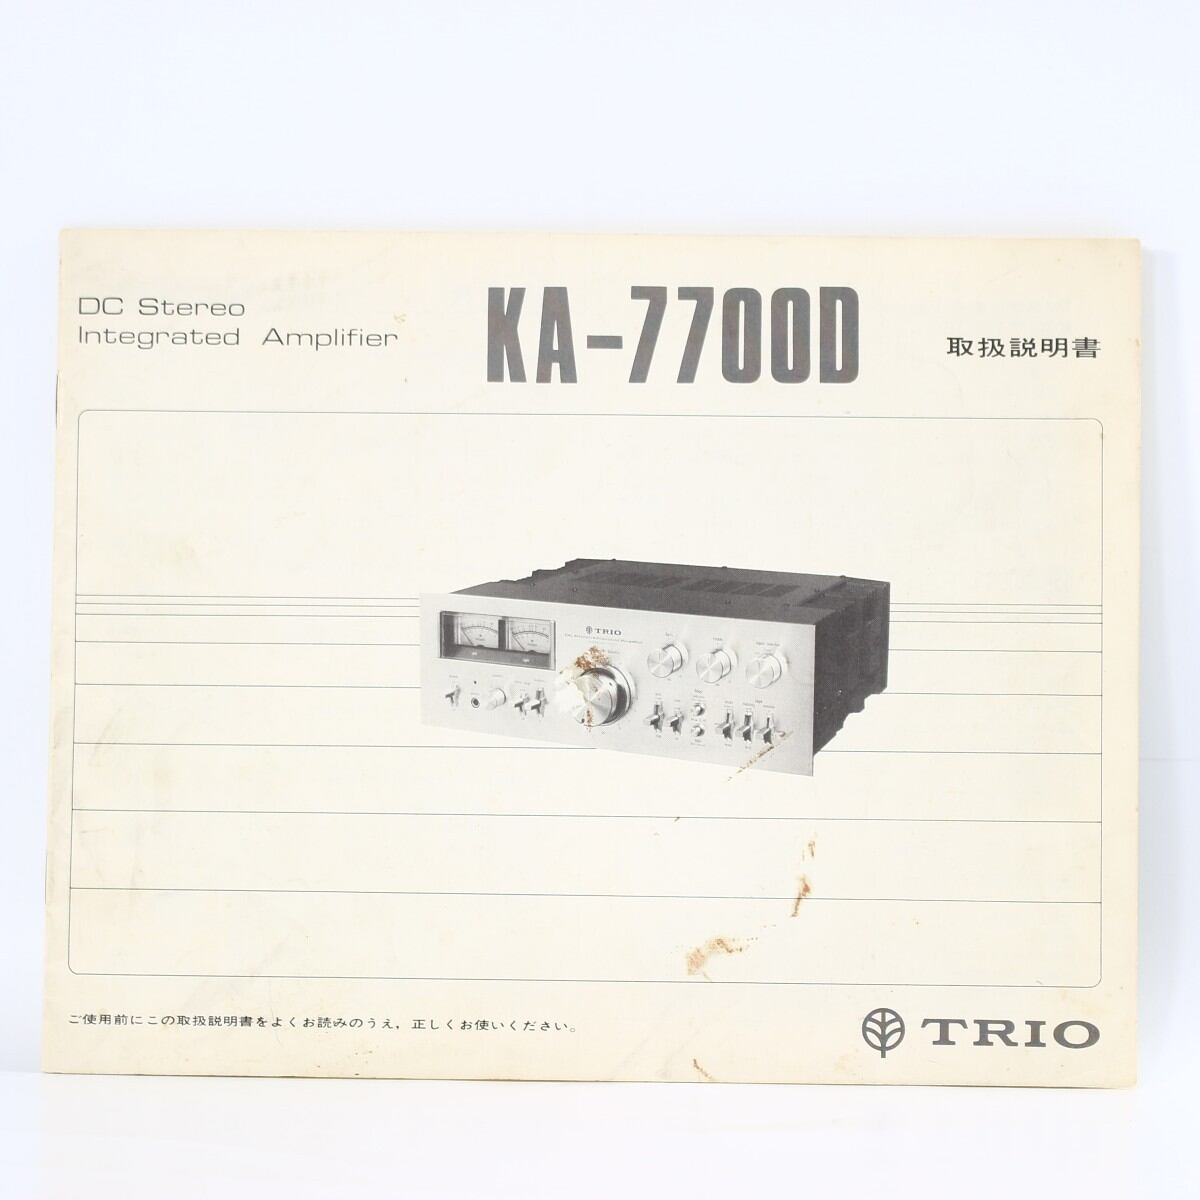 DC Stereo
Integrated Amplifier
KA-7700D
取扱説明書
TRIO
ご使用前にこの取扱説明書をよくお読みのうえ，正しくお使いください。
TRIO